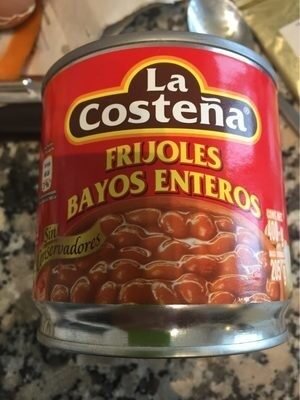 La
Costeña®
FRIJOLES
BAYOS ENTEROS
Sin
Conservadores